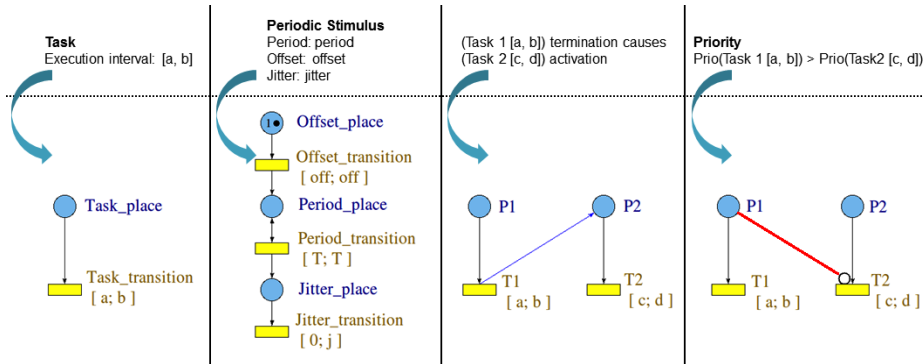 Task
Execution interval: [a, b]
Periodic Stimulus
Period: period
Offset: offset
Jitter: jitter
(Task 1 [a, b]) termination causes
(Task 2 [c, d]) activation
Priority
Prio(Task 1 [a, b]) > Prio(Task2 [c, d])
Task_place
Task_transition
[ a; b ]
1
Offset_place
Offset_transition
[ off; off ]
Period_place
Period_transition
[ T; T ]
Jitter_place
Jitter_transition
[ 0; j ]
P1
P2
T1
[ a; b ]
T2
[ c; d ]
P1
P2
T1
[ a; b ]
T2
[ c; d ]